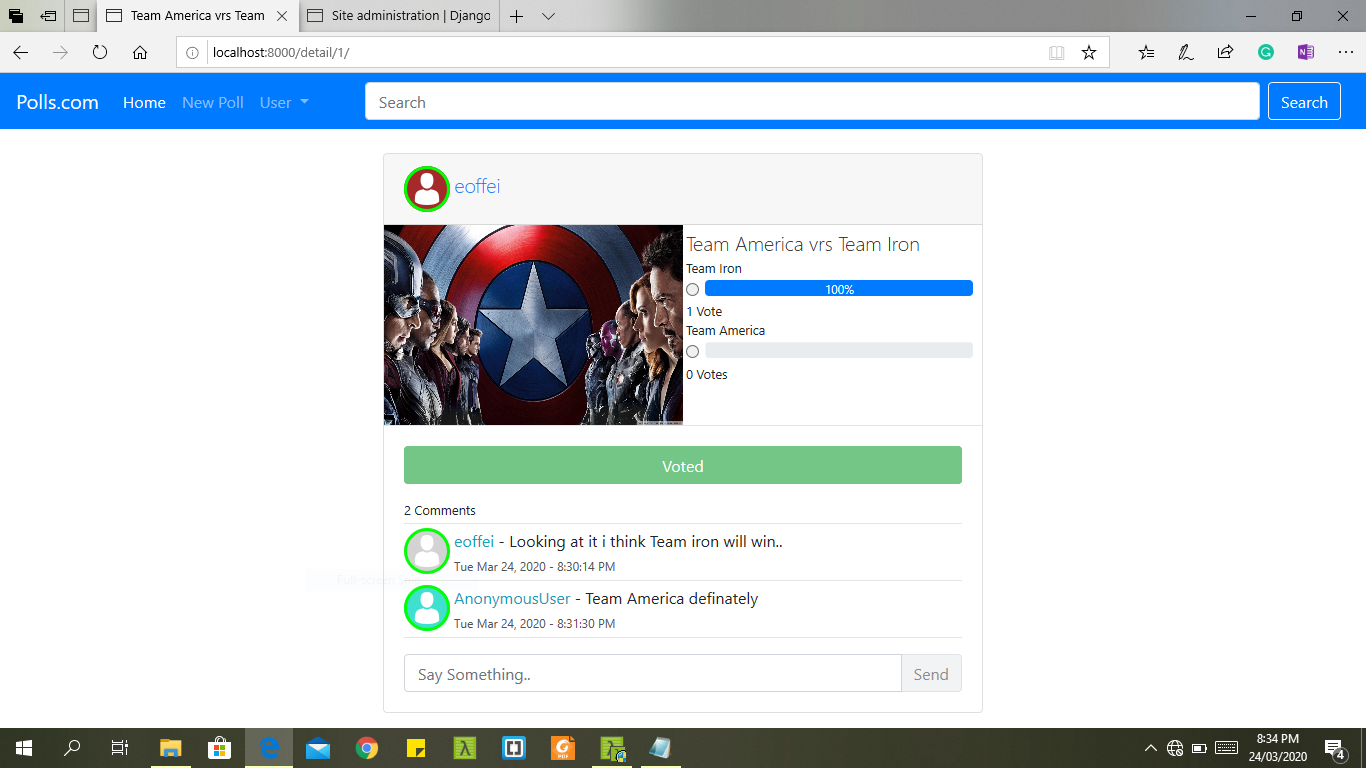 Team America vrs Team
Site administration | Django
localhost:8000/detail/1/
Polls.com Home New Poll User Search Search
eoffei
Team America vrs Team Iron
Team Iron
100%
1 Vote
Team America
0 Votes
Voted
2 Comments
eoffei - Looking at it i think Team iron will win..
Tue Mar 24, 2020 - 8:30:14 PM
AnonymousUser - Team America definately
Tue Mar 24, 2020 - 8:31:30 PM
Say Something.. Send
8:34 PM
24/03/2020
4